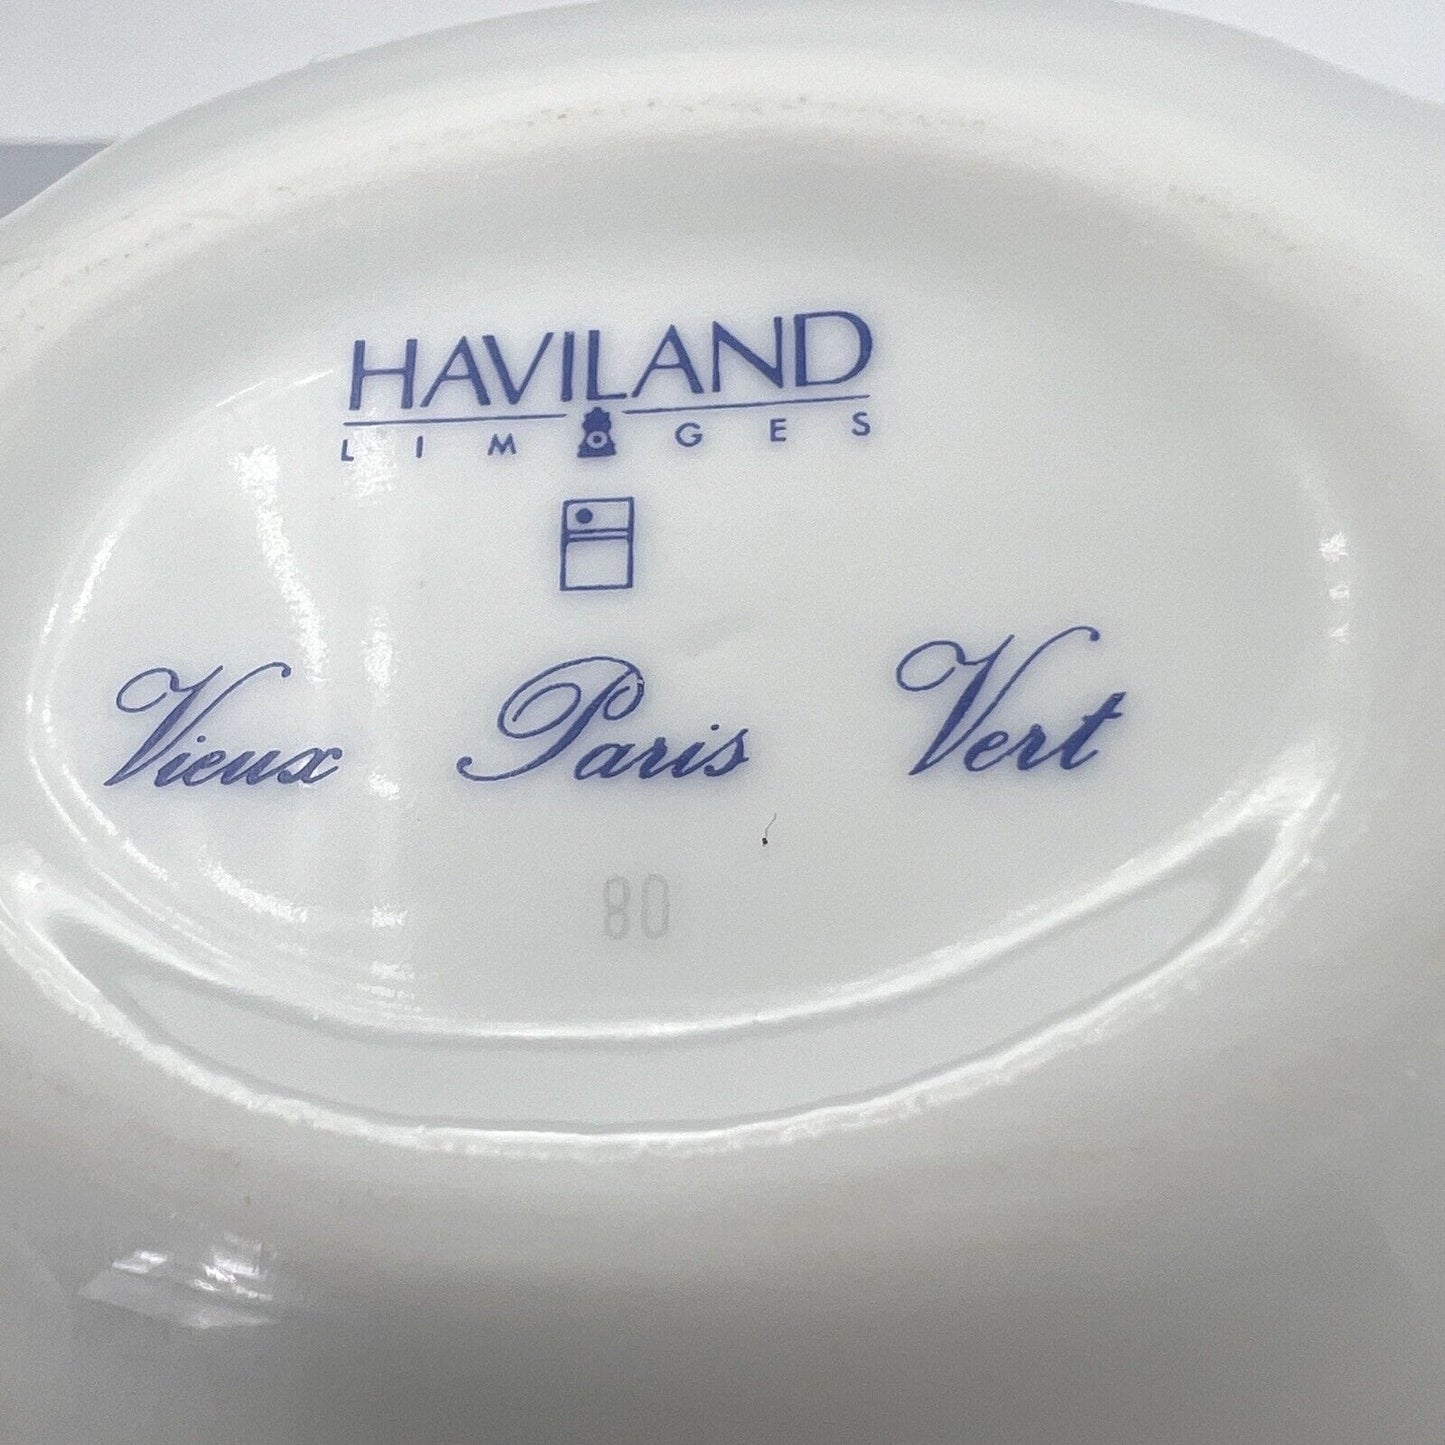 HAVILAND
LIMOGES
Vieux Paris Vert
80